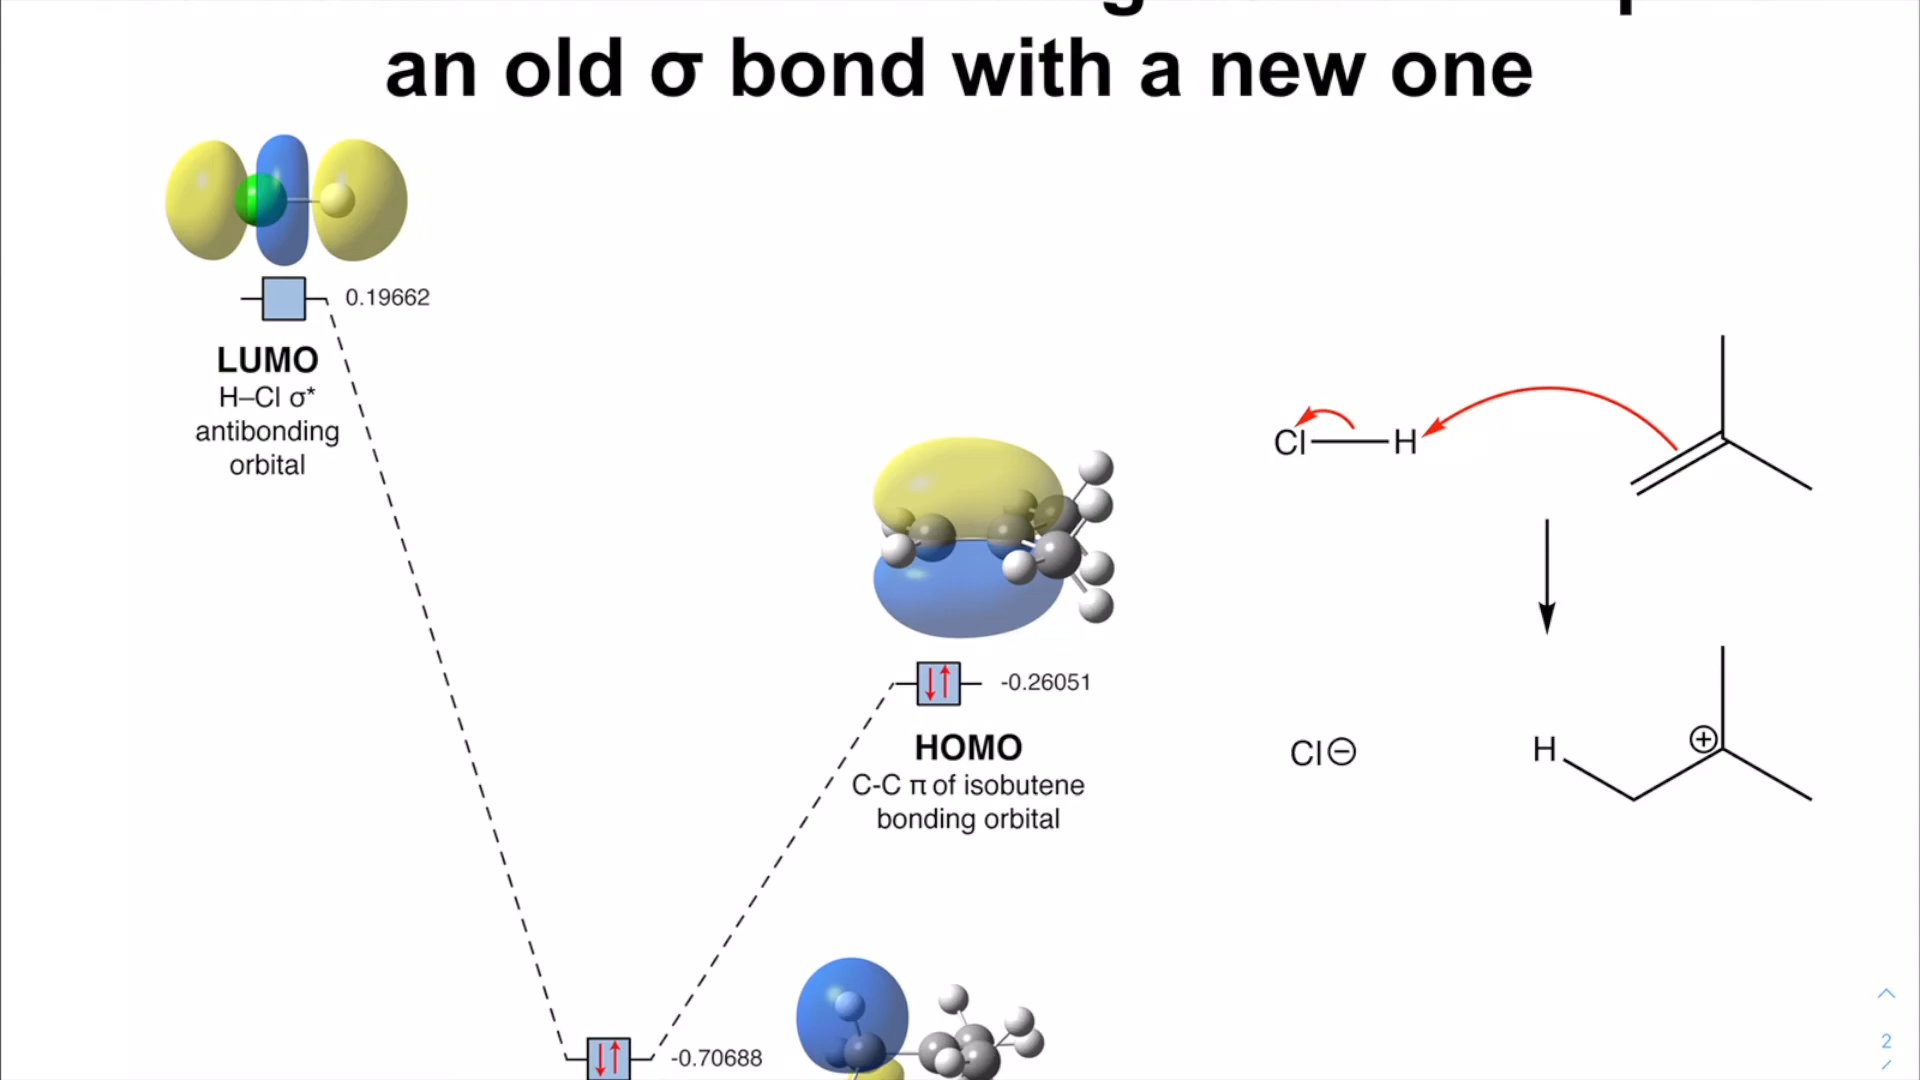 an old σ bond with a new one
0.19662
LUMO
H–Cl σ*
antibonding
orbital
Cl
H
-0.26051
HOMO
C-C π of isobutene
bonding orbital
Cl⊖
H
⊕
-0.70688
2